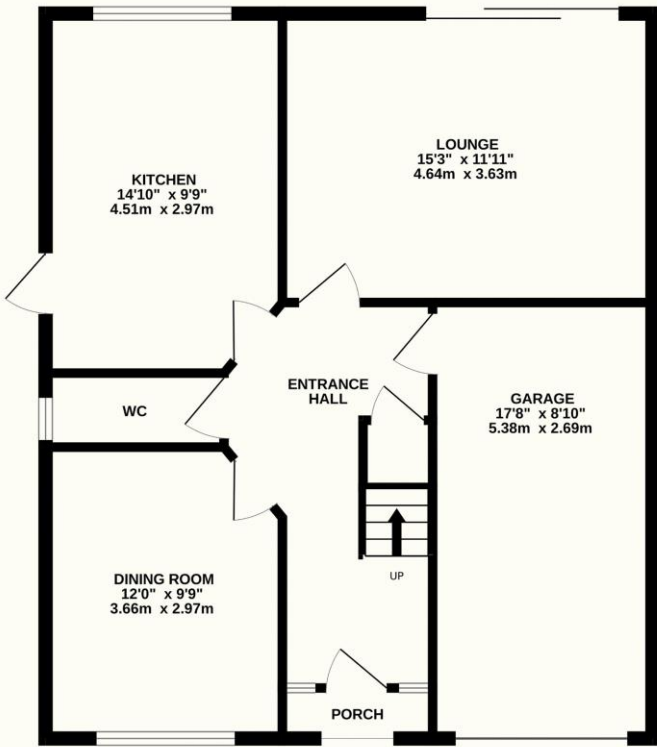 KITCHEN
14'10" x 9'9"
4.51m x 2.97m
LOUNGE
15'3" x 11'11"
4.64m x 3.63m
WC
ENTRANCE
HALL
GARAGE
17'8" x 8'10"
5.38m x 2.69m
DINING ROOM
12'0" x 9'9"
3.66m x 2.97m
UP
PORCH